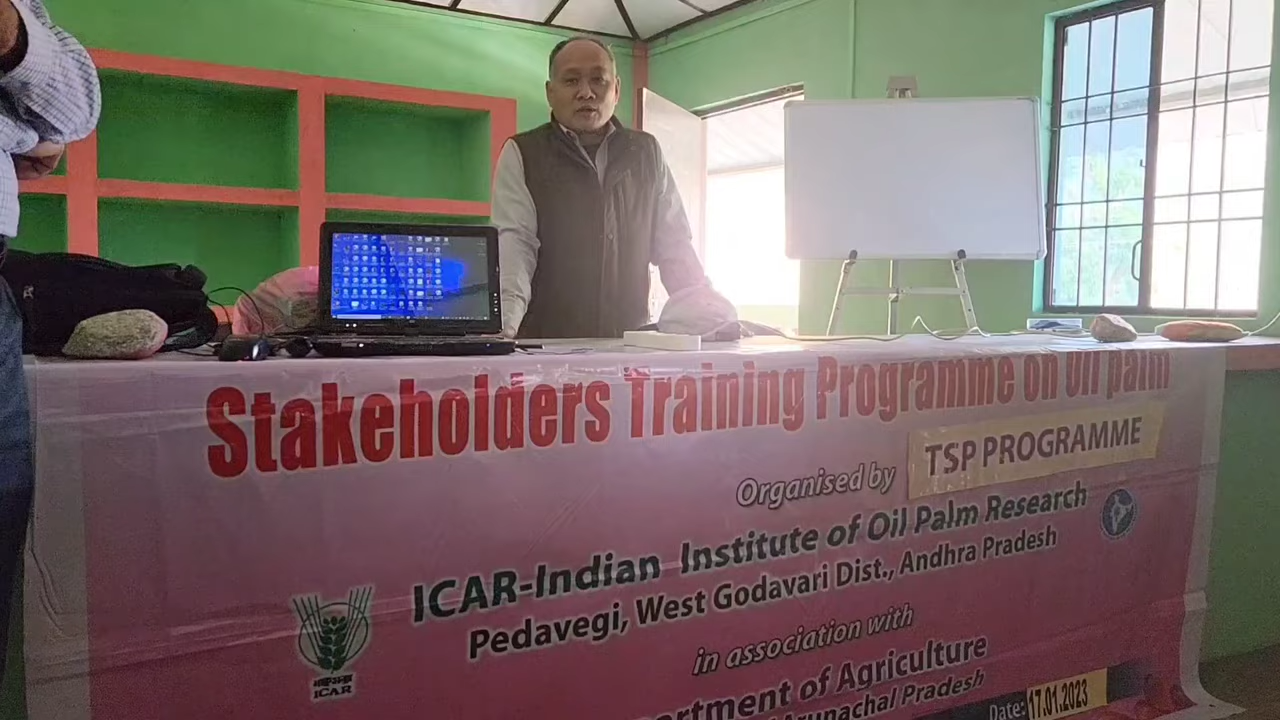 Stakeholders Training Programme on oil palm
TSP PROGRAMME
Organised by
ICAR-Indian Institute of Oil Palm Research
Pedavegi, West Godavari Dist., Andhra Pradesh
in association with
Department of Agriculture
Arunachal Pradesh
Date: 17.01.2023
ICAR